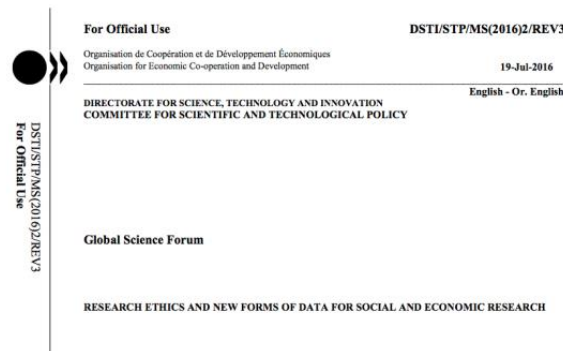 For Official Use
DSTI/STP/MS(2016)2/REV3
Organisation de Coopération et de Développement Économiques
Organisation for Economic Co-operation and Development
19-Jul-2016
English - Or. English
DIRECTORATE FOR SCIENCE, TECHNOLOGY AND INNOVATION
COMMITTEE FOR SCIENTIFIC AND TECHNOLOGICAL POLICY
DSTI/STP/MS(2016)2/REV3
For Official Use
Global Science Forum
RESEARCH ETHICS AND NEW FORMS OF DATA FOR SOCIAL AND ECONOMIC RESEARCH